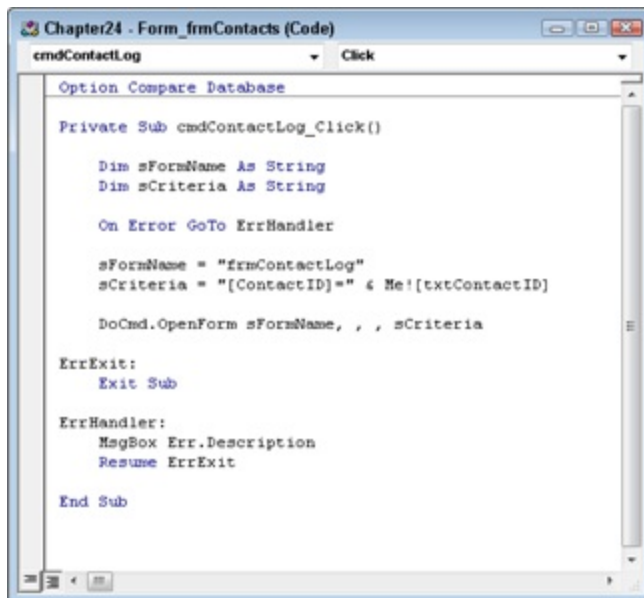 Chapter24 - Form_frmContacts (Code)
cmdContactLog Click
Option Compare Database
Private Sub cmdContactLog_Click()
Dim sFormName As String
Dim sCriteria As String
On Error GoTo ErrHandler
sFormName = "frmContactLog"
sCriteria = "[ContactID]=" & Me![txtContactID]
DoCmd.OpenForm sFormName, , , sCriteria
ErrExit:
Exit Sub
ErrHandler:
MsgBox Err.Description
Resume ErrExit
End Sub